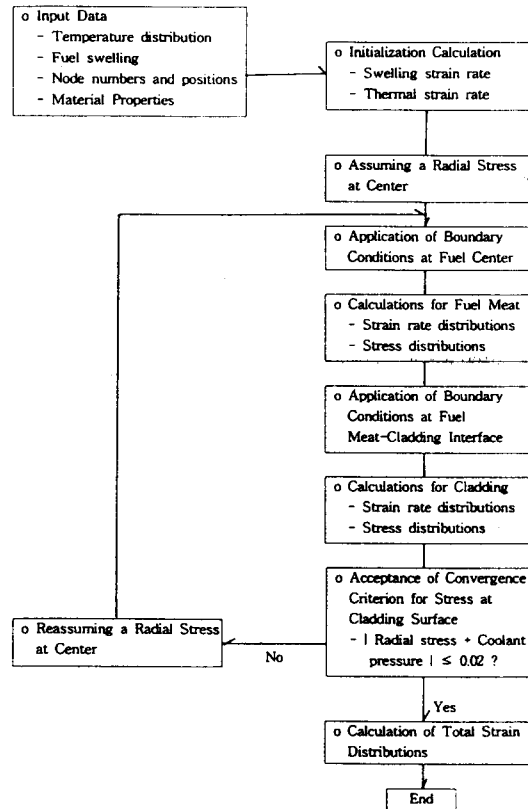 o Input Data
- Temperature distribution
- Fuel swelling
- Node numbers and positions
- Material Properties
o Initialization Calculation
- Swelling strain rate
- Thermal strain rate
o Assuming a Radial Stress
at Center
o Application of Boundary
Conditions at Fuel Center
o Calculations for Fuel Meat
- Strain rate distributions
- Stress distributions
o Application of Boundary
Conditions at Fuel
Meat-Cladding Interface
o Calculations for Cladding
- Strain rate distributions
- Stress distributions
o Acceptance of Convergence
Criterion for Stress at
Cladding Surface
- | Radial stress + Coolant
pressure | ≤ 0.02 ?
o Reassuming a Radial Stress
at Center
No
Yes
o Calculation of Total Strain
Distributions
End